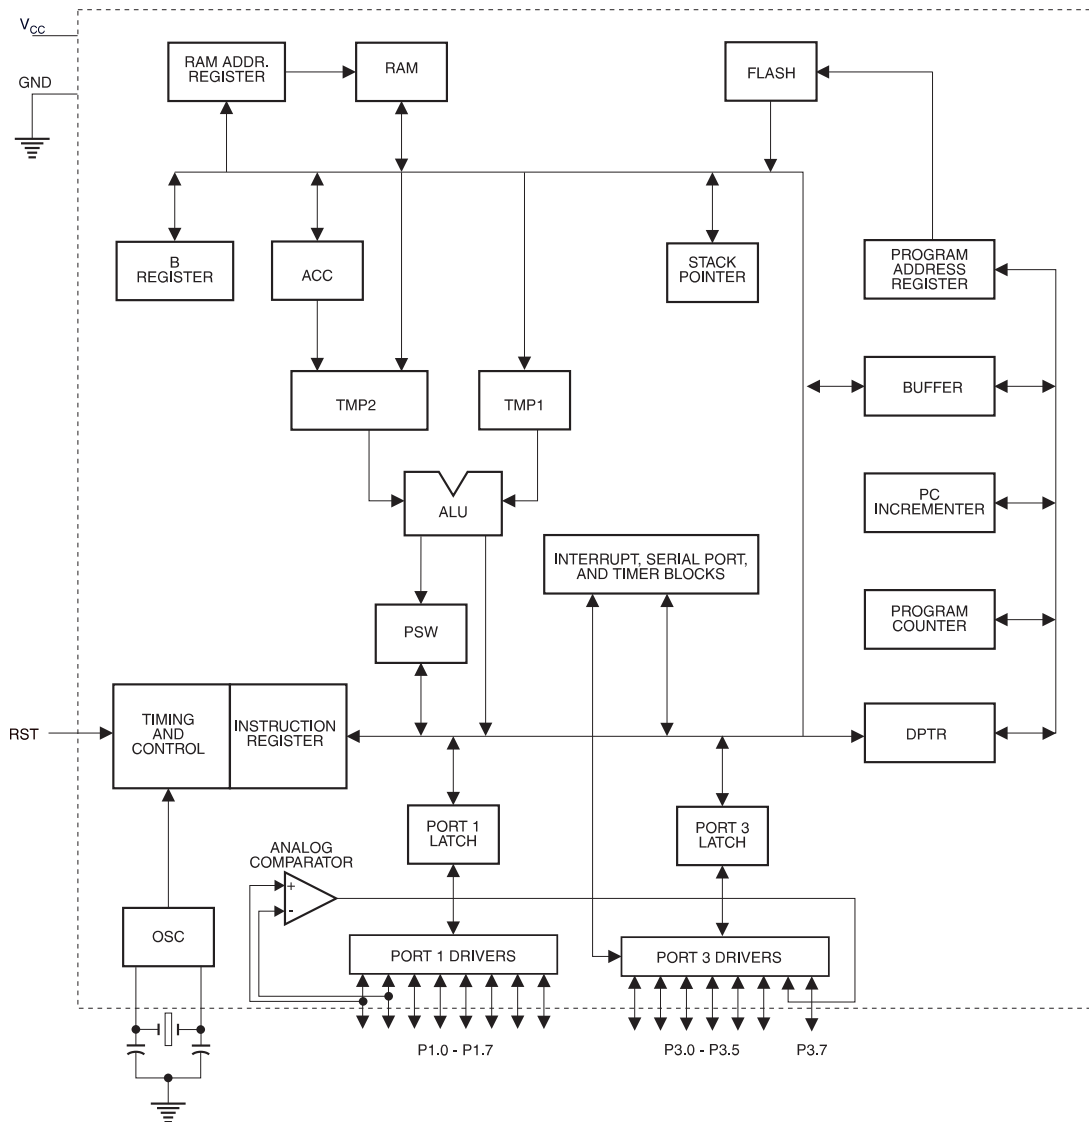 V_CC
GND
RAM ADDR.
REGISTER
RAM
FLASH
B
REGISTER
ACC
STACK
POINTER
PROGRAM
ADDRESS
REGISTER
TMP2
TMP1
BUFFER
ALU
PC
INCREMENTER
INTERRUPT, SERIAL PORT,
AND TIMER BLOCKS
PSW
PROGRAM
COUNTER
RST
TIMING
AND
CONTROL
INSTRUCTION
REGISTER
DPTR
PORT 1
LATCH
PORT 3
LATCH
ANALOG
COMPARATOR
+
-
OSC
PORT 1 DRIVERS
PORT 3 DRIVERS
P1.0 - P1.7
P3.0 - P3.5
P3.7